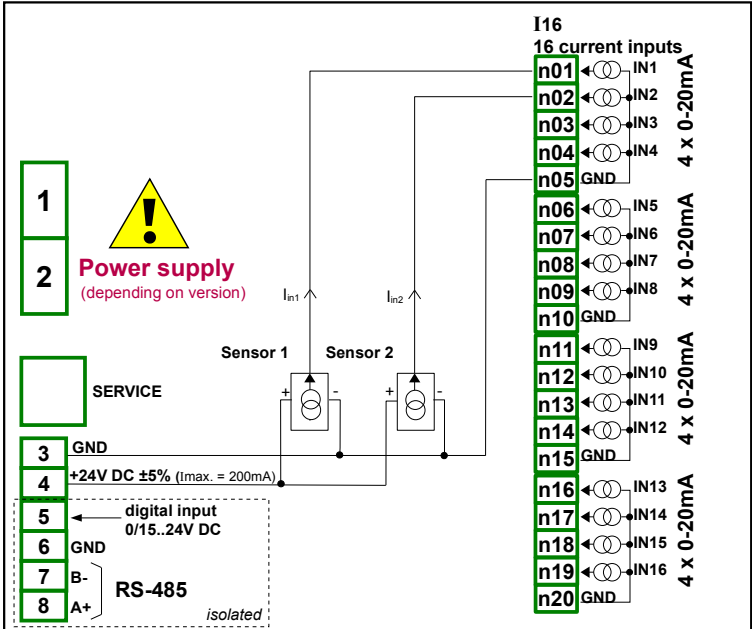 I16
16 current inputs
n01 IN1
n02 IN2
n03 IN3
n04 IN4
n05 GND
4 x 0-20mA
n06 IN5
n07 IN6
n08 IN7
n09 IN8
n10 GND
4 x 0-20mA
n11 IN9
n12 IN10
n13 IN11
n14 IN12
n15 GND
4 x 0-20mA
n16 IN13
n17 IN14
n18 IN15
n19 IN16
n20 GND
4 x 0-20mA
1
2
!
Power supply
(depending on version)
Iin1
Iin2
Sensor 1
Sensor 2
+ -
+ -
SERVICE
3 GND
4 +24V DC ±5% (Imax. = 200mA)
5 digital input
0/15..24V DC
6 GND
7 B-
8 A+
RS-485
isolated